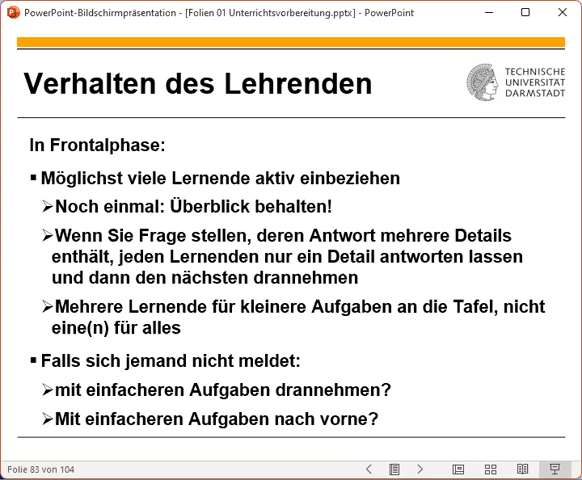 PowerPoint-Bildschirmpräsentation - [Folien 01 Unterrichtsvorbereitung.pptx] - PowerPoint
Verhalten des Lehrenden
TECHNISCHE
UNIVERSITÄT
DARMSTADT
In Frontalphase:
▪ Möglichst viele Lernende aktiv einbeziehen
➢Noch einmal: Überblick behalten!
➢Wenn Sie Frage stellen, deren Antwort mehrere Details
enthält, jeden Lernenden nur ein Detail antworten lassen
und dann den nächsten drannehmen
➢Mehrere Lernende für kleinere Aufgaben an die Tafel, nicht
eine(n) für alles
▪ Falls sich jemand nicht meldet:
➢mit einfacheren Aufgaben drannehmen?
➢Mit einfacheren Aufgaben nach vorne?
Folie 83 von 104